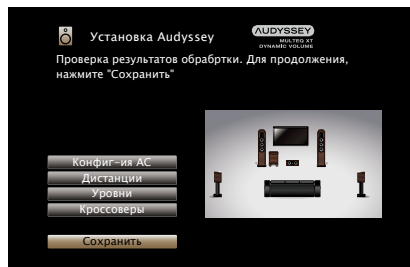 Установка Audyssey
AUDYSSEY
MULTEQ XT
DYNAMIC VOLUME
Проверка результатов обрабртки. Для продолжения,
нажмите "Сохранить"
Конфиг-ия АС
Дистанции
Уровни
Кроссоверы
Сохранить